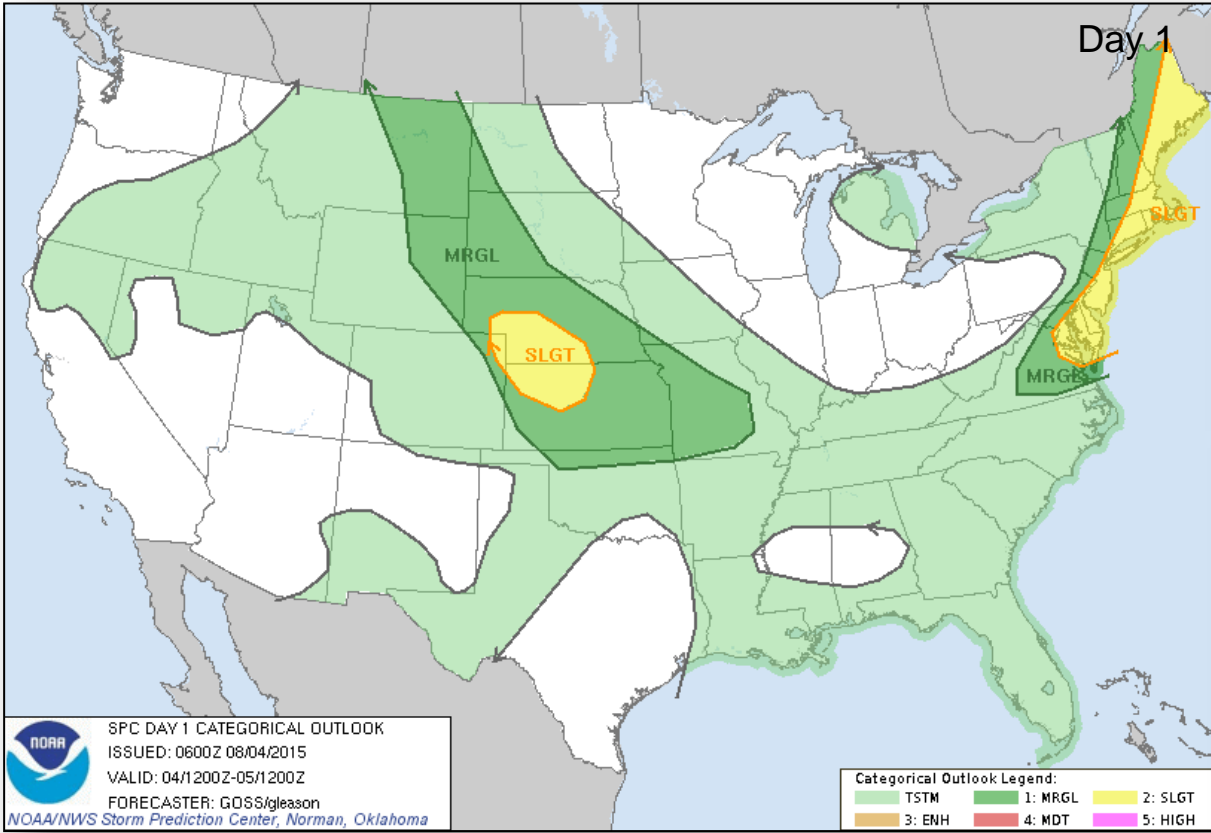 Day 1
SLGT
MRGL
SLGT
MRGL
NOAA
SPC DAY 1 CATEGORICAL OUTLOOK
ISSUED: 0600Z 08/04/2015
VALID: 04/1200Z-05/1200Z
FORECASTER: GOSS/gleason
NOAA/NWS Storm Prediction Center, Norman, Oklahoma
Categorical Outlook Legend:
TSTM 1: MRGL 2: SLGT
3: ENH 4: MDT 5: HIGH